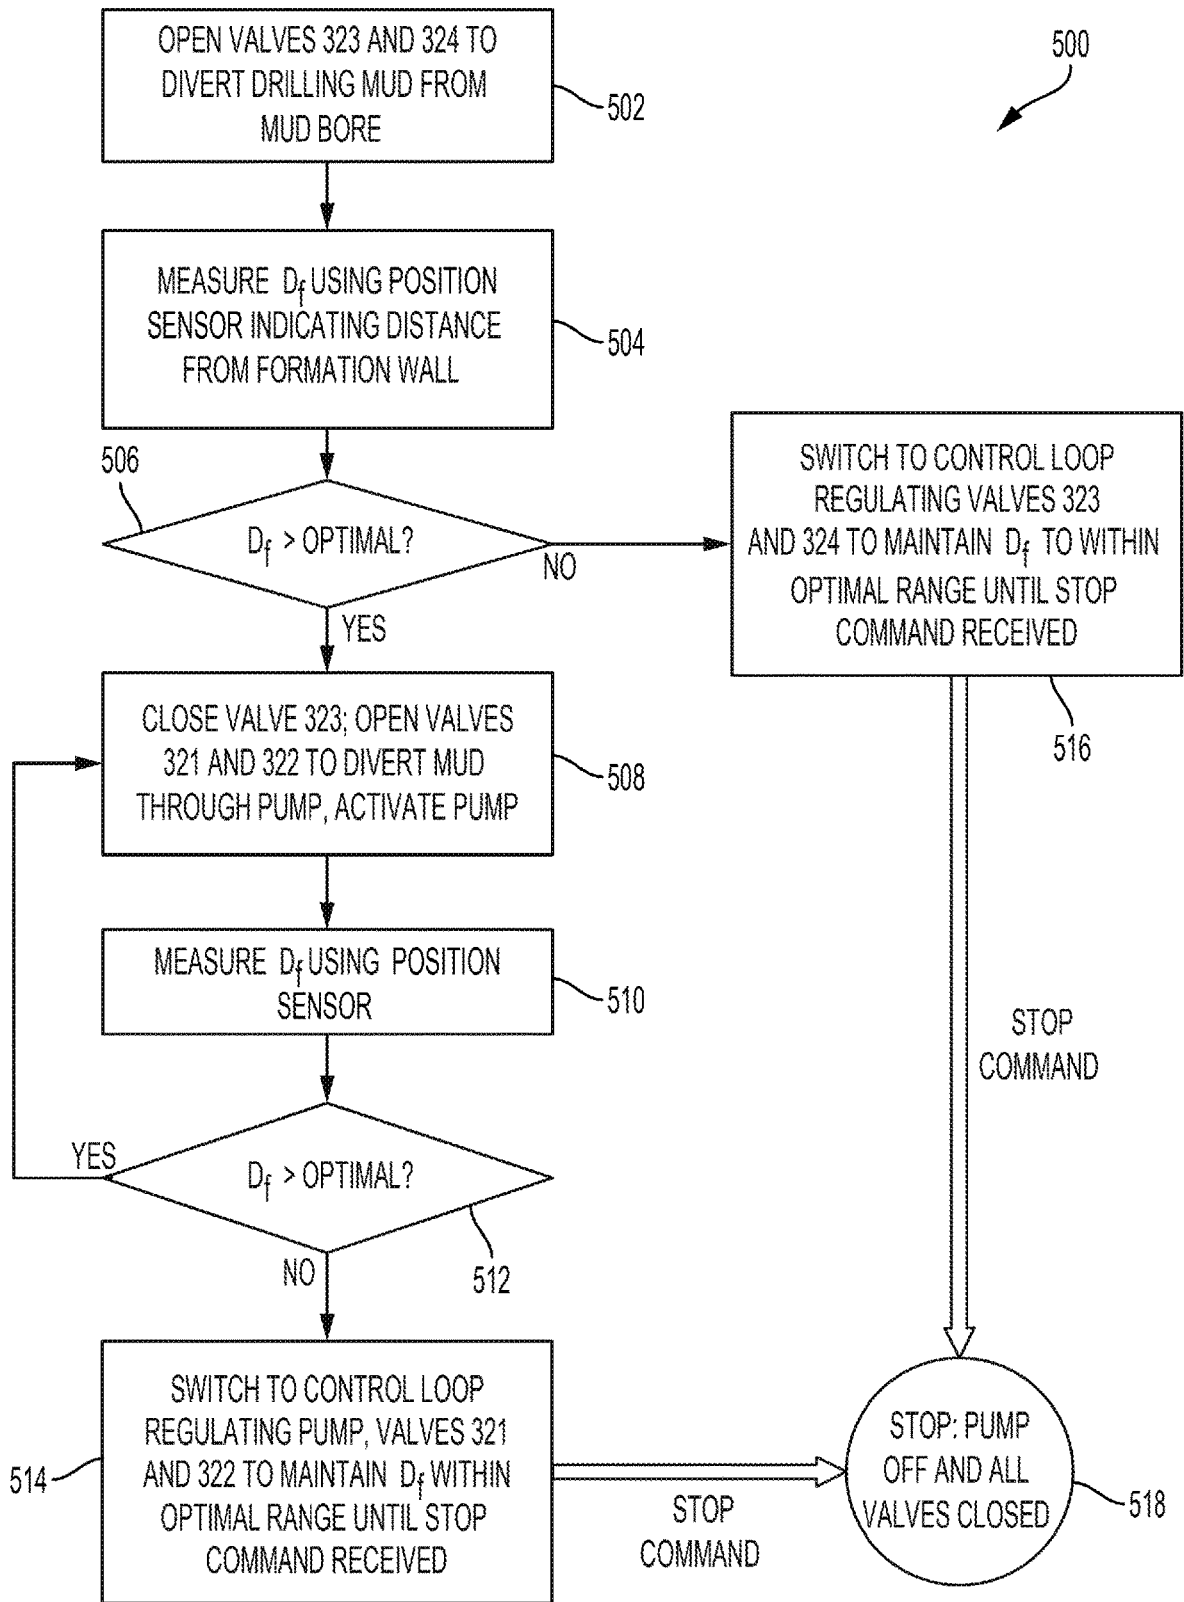 OPEN VALVES 323 AND 324 TO
DIVERT DRILLING MUD FROM
MUD BORE
502
500
MEASURE Df USING POSITION
SENSOR INDICATING DISTANCE
FROM FORMATION WALL
504
506
Df > OPTIMAL?
NO
YES
SWITCH TO CONTROL LOOP
REGULATING VALVES 323
AND 324 TO MAINTAIN Df TO WITHIN
OPTIMAL RANGE UNTIL STOP
COMMAND RECEIVED
516
CLOSE VALVE 323; OPEN VALVES
321 AND 322 TO DIVERT MUD
THROUGH PUMP, ACTIVATE PUMP
508
MEASURE Df USING POSITION
SENSOR
510
STOP
COMMAND
YES
Df > OPTIMAL?
512
NO
SWITCH TO CONTROL LOOP
REGULATING PUMP, VALVES 321
AND 322 TO MAINTAIN Df WITHIN
OPTIMAL RANGE UNTIL STOP
COMMAND RECEIVED
514
STOP
COMMAND
STOP: PUMP
OFF AND ALL
VALVES CLOSED
518